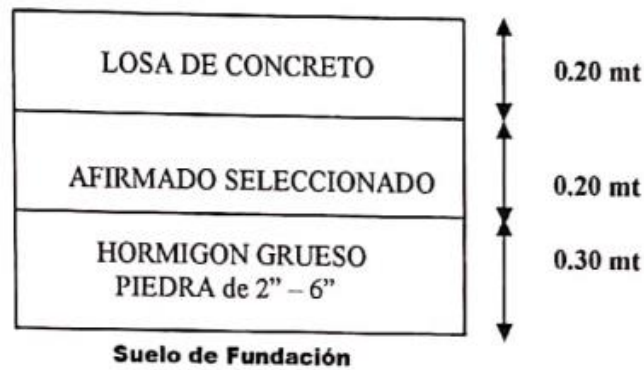 LOSA DE CONCRETO
0.20 mt
AFIRMADO SELECCIONADO
0.20 mt
HORMIGON GRUESO
PIEDRA de 2" – 6"
0.30 mt
Suelo de Fundación